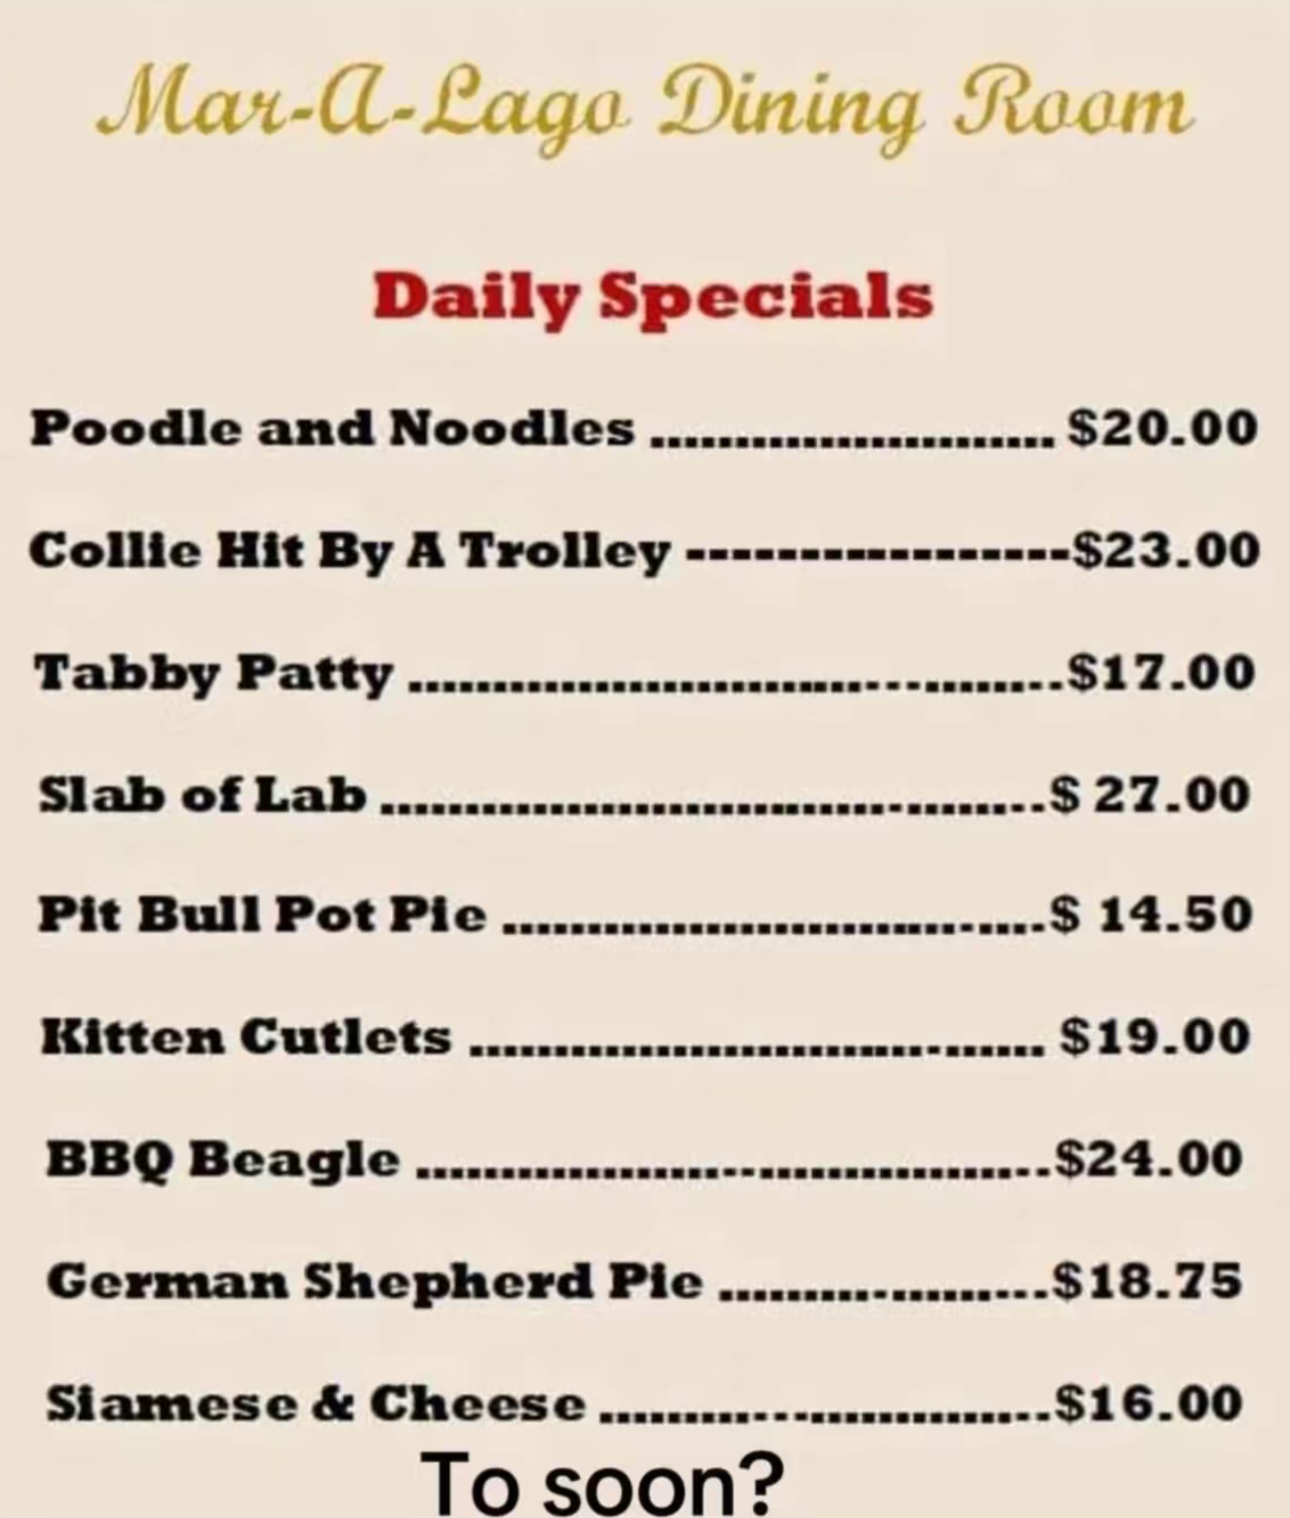 Mar-A-Lago Dining Room
Daily Specials
Poodle and Noodles ........................ $20.00
Collie Hit By A Trolley -----------------$23.00
Tabby Patty ...........................---.......--$17.00
Slab of Lab ..............................-.......--$ 27.00
Pit Bull Pot Pie ...........................-....-$ 14.50
Kitten Cutlets ...........................-...... $19.00
BBQ Beagle ..................--.................--$24.00
German Shepherd Pie .........-.......---$18.75
Siamese & Cheese .........---.............--$16.00
To soon?